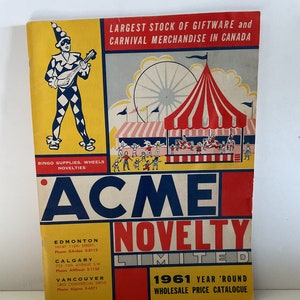 LARGEST STOCK OF GIFTWARE and
CARNIVAL MERCHANDISE IN CANADA
BINGO SUPPLIES, WHEELS
NOVELTIES
ACME
NOVELTY
LIMITED
EDMONTON
CALGARY
VANCOUVER
1961 YEAR 'ROUND
WHOLESALE PRICE CATALOGUE